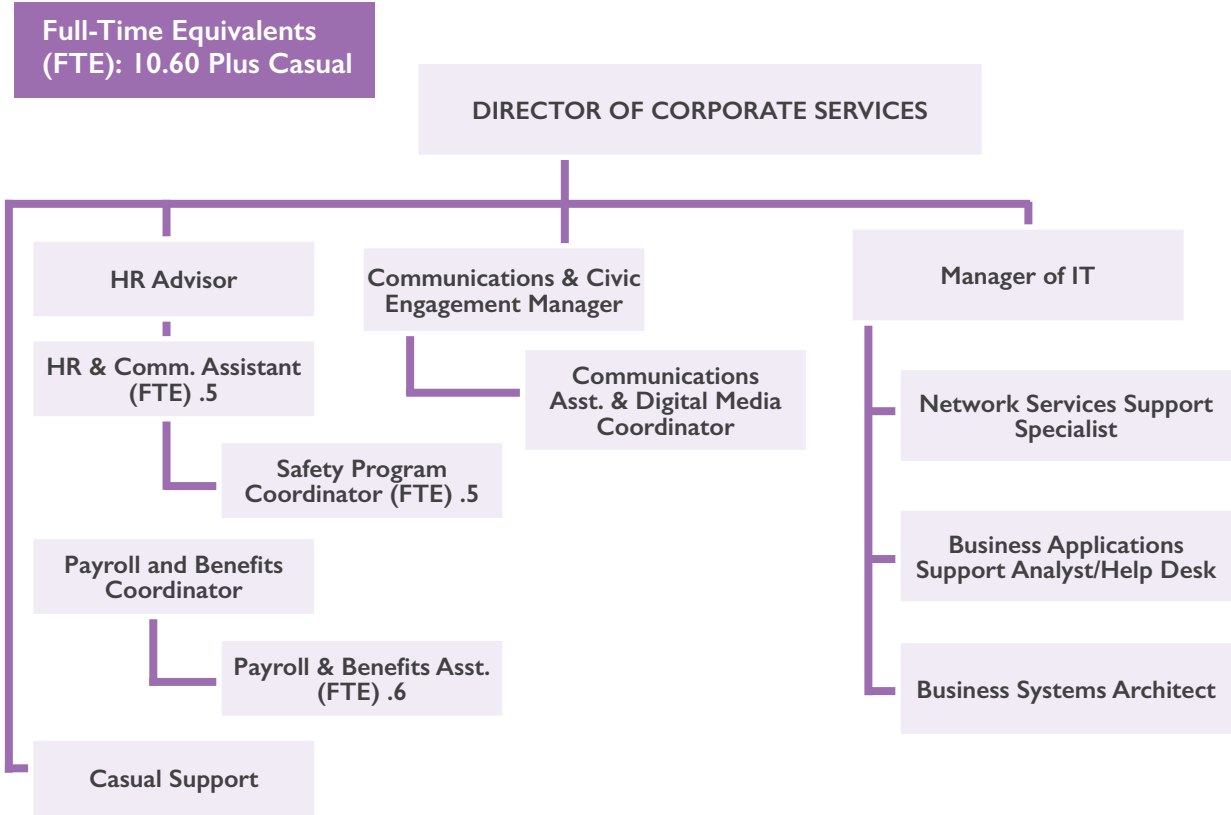 Full-Time Equivalents
(FTE): 10.60 Plus Casual
DIRECTOR OF CORPORATE SERVICES
HR Advisor
HR & Comm. Assistant
(FTE) .5
Safety Program
Coordinator (FTE) .5
Payroll and Benefits
Coordinator
Payroll & Benefits Asst.
(FTE) .6
Casual Support
Communications & Civic
Engagement Manager
Communications
Asst. & Digital Media
Coordinator
Manager of IT
Network Services Support
Specialist
Business Applications
Support Analyst/Help Desk
Business Systems Architect